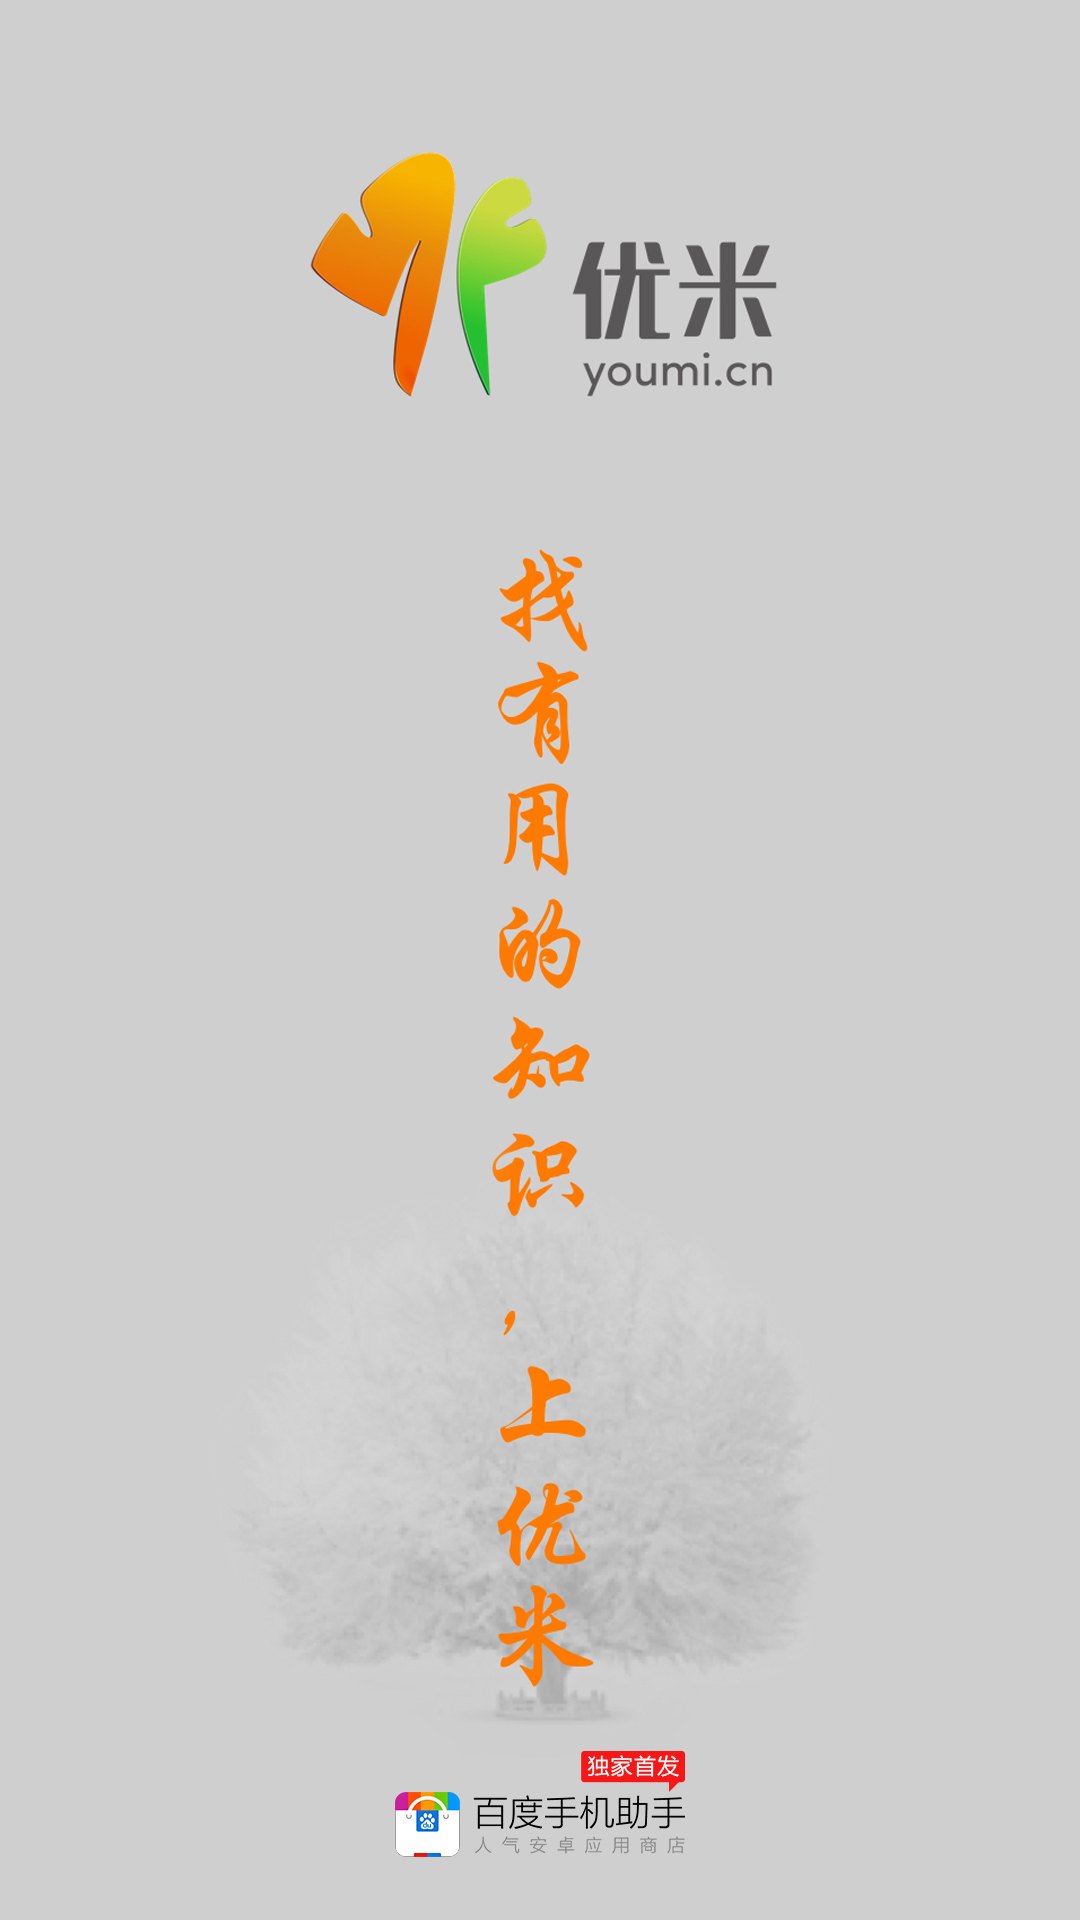 优米
youmi.cn
找有用的知识,上优米
独家首发
百度手机助手
人气安卓应用商店